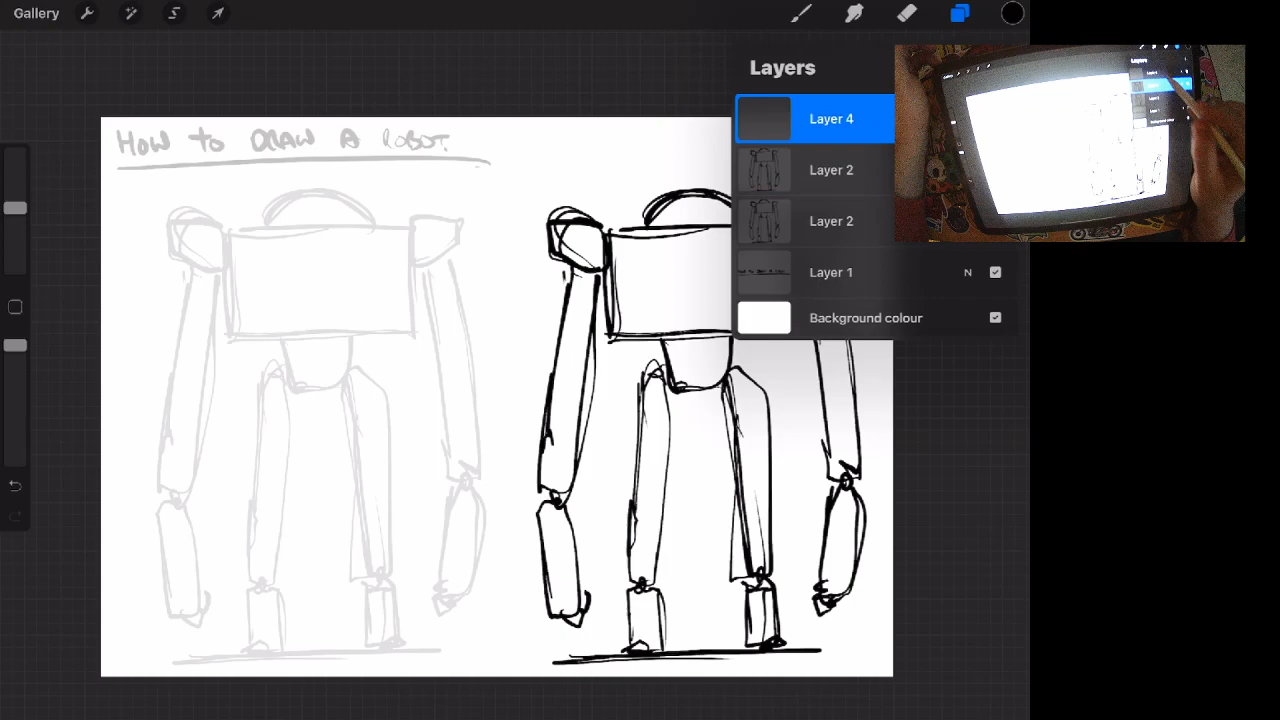 Gallery
Layers
HOW TO DRAW A ROBOT.
Layer 4
Layer 2
Layer 2
Layer 1 N
Background colour